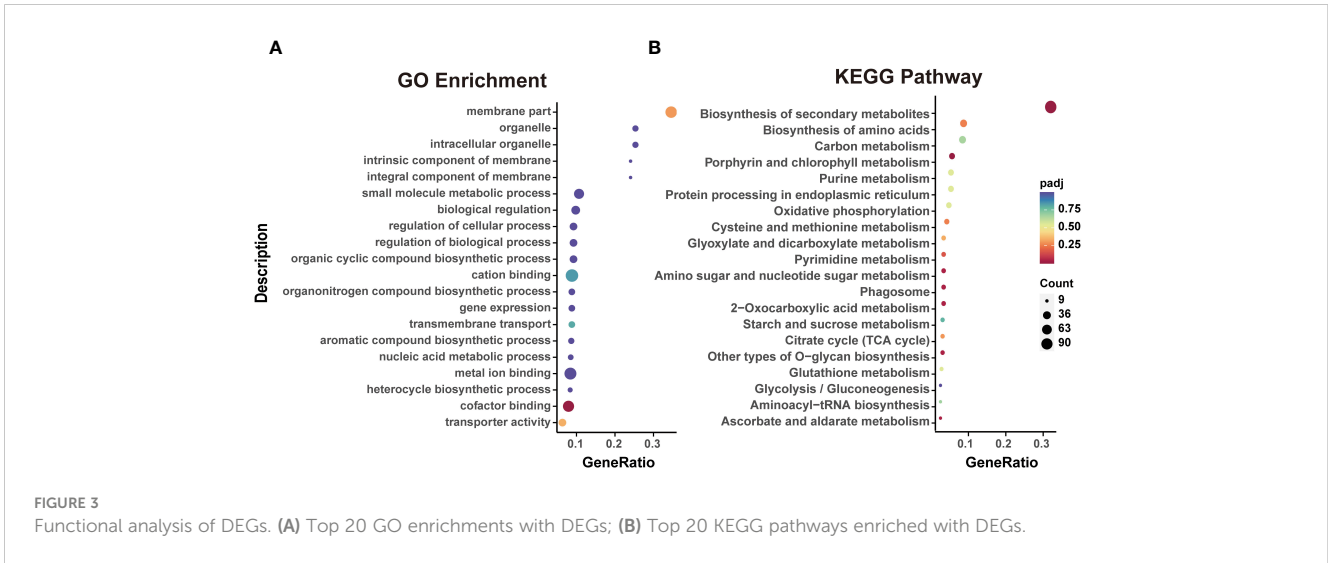 A
GO Enrichment
Description
membrane part
organelle
intracellular organelle
intrinsic component of membrane
integral component of membrane
small molecule metabolic process
biological regulation
regulation of cellular process
regulation of biological process
organic cyclic compound biosynthetic process
cation binding
organonitrogen compound biosynthetic process
gene expression
transmembrane transport
aromatic compound biosynthetic process
nucleic acid metabolic process
metal ion binding
heterocycle biosynthetic process
cofactor binding
transporter activity
0.1 0.2 0.3
GeneRatio
B
KEGG Pathway
Biosynthesis of secondary metabolites
Biosynthesis of amino acids
Carbon metabolism
Porphyrin and chlorophyll metabolism
Purine metabolism
Protein processing in endoplasmic reticulum
Oxidative phosphorylation
Cysteine and methionine metabolism
Glyoxylate and dicarboxylate metabolism
Pyrimidine metabolism
Amino sugar and nucleotide sugar metabolism
Phagosome
2−Oxocarboxylic acid metabolism
Starch and sucrose metabolism
Citrate cycle (TCA cycle)
Other types of O−glycan biosynthesis
Glutathione metabolism
Glycolysis / Gluconeogenesis
Aminoacyl−tRNA biosynthesis
Ascorbate and aldarate metabolism
0.1 0.2 0.3
GeneRatio
padj
0.75
0.50
0.25
Count
9
36
63
90
FIGURE 3
Functional analysis of DEGs. (A) Top 20 GO enrichments with DEGs; (B) Top 20 KEGG pathways enriched with DEGs.